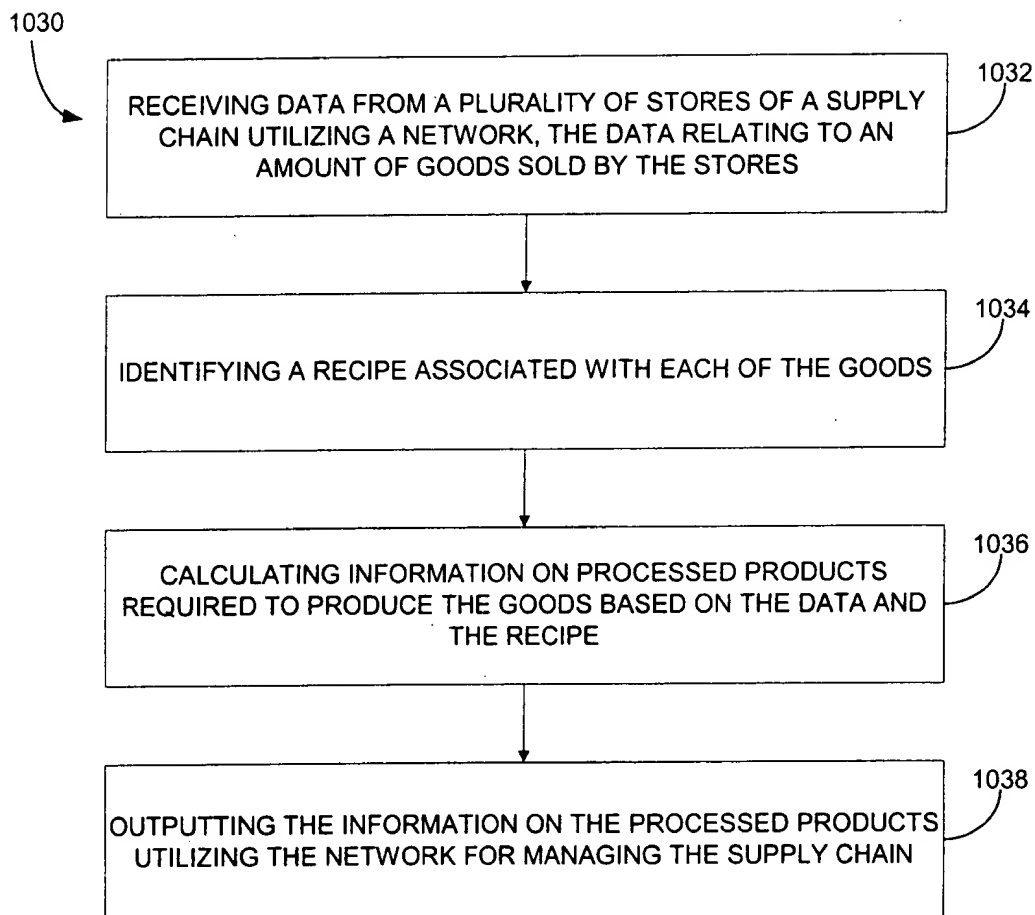 1030
1032
RECEIVING DATA FROM A PLURALITY OF STORES OF A SUPPLY
CHAIN UTILIZING A NETWORK, THE DATA RELATING TO AN
AMOUNT OF GOODS SOLD BY THE STORES
1034
IDENTIFYING A RECIPE ASSOCIATED WITH EACH OF THE GOODS
1036
CALCULATING INFORMATION ON PROCESSED PRODUCTS
REQUIRED TO PRODUCE THE GOODS BASED ON THE DATA AND
THE RECIPE
1038
OUTPUTTING THE INFORMATION ON THE PROCESSED PRODUCTS
UTILIZING THE NETWORK FOR MANAGING THE SUPPLY CHAIN